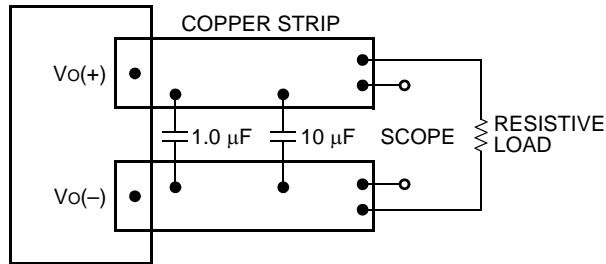 COPPER STRIP
VO(+)
1.0 μF
10 μF
SCOPE
RESISTIVE
LOAD
VO(–)